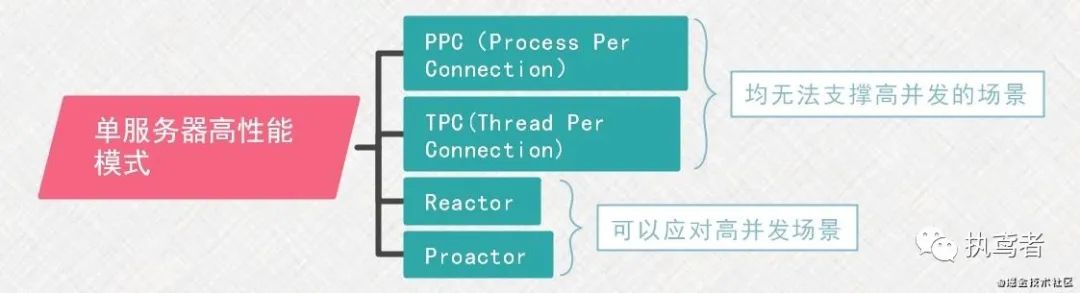 单服务器高性能
模式
PPC（Process Per
Connection）
TPC(Thread Per
Connection)
Reactor
Proactor
均无法支撑高并发的场景
可以应对高并发场景
执鸢者
@掘金技术社区